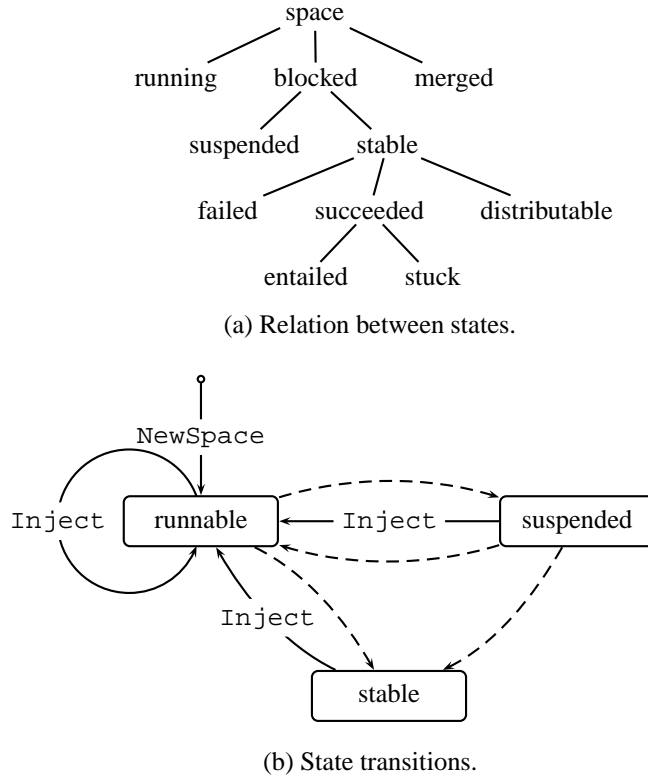 space
running blocked merged
suspended stable
failed succeeded distributable
entailed stuck
(a) Relation between states.
NewSpace
Inject runnable Inject suspended
Inject
stable
(b) State transitions.